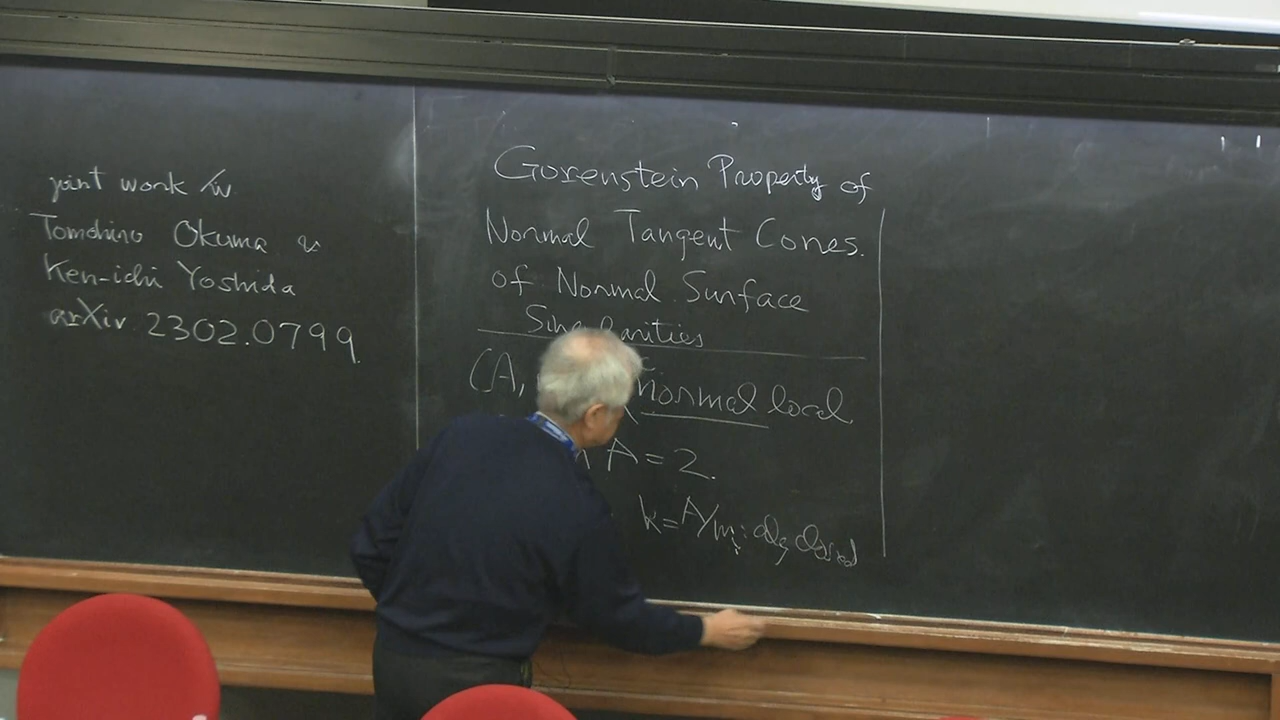 joint work /w
Tomohiro Okuma &
Ken-ichi Yoshida
arXiv 2302.0799
Gorenstein Property of
Normal Tangent Cones.
of Normal Surface
Singularities
(A, normal local
A = 2.
k = A/m : alg closed